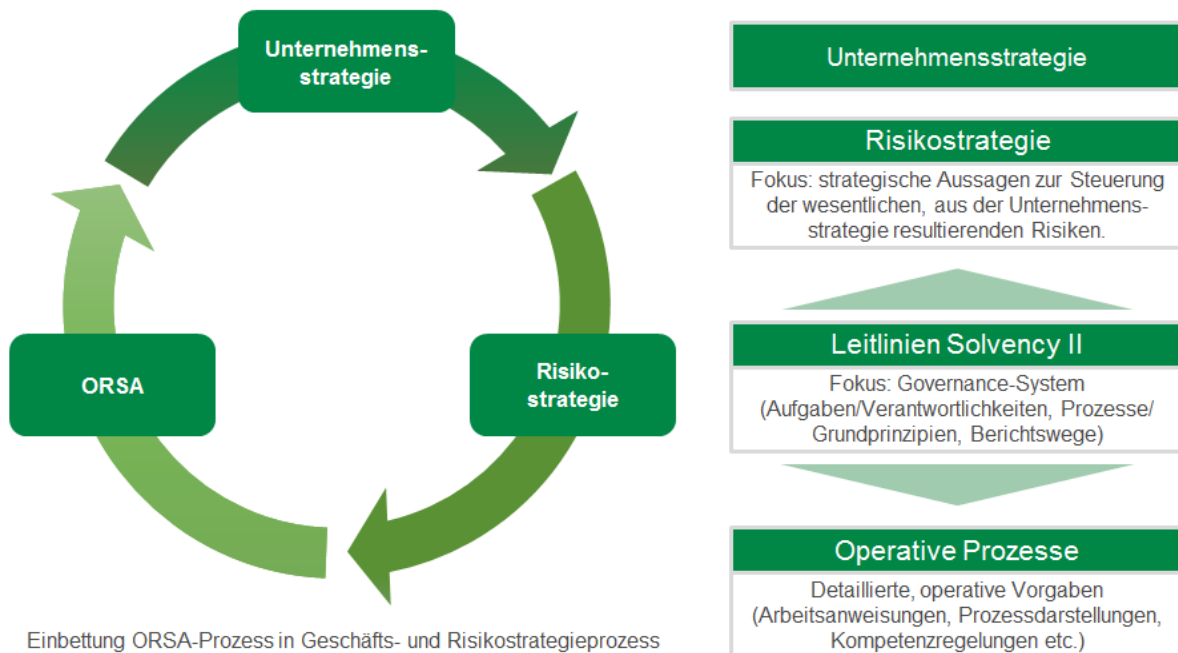 Unternehmens-
strategie
ORSA
Risiko-
strategie
Einbettung ORSA-Prozess in Geschäfts- und Risikostrategieprozess
Unternehmensstrategie
Risikostrategie
Fokus: strategische Aussagen zur Steuerung
der wesentlichen, aus der Unternehmens-
strategie resultierenden Risiken.
Leitlinien Solvency II
Fokus: Governance-System
(Aufgaben/Verantwortlichkeiten, Prozesse/
Grundprinzipien, Berichtswege)
Operative Prozesse
Detaillierte, operative Vorgaben
(Arbeitsanweisungen, Prozessdarstellungen,
Kompetenzregelungen etc.)